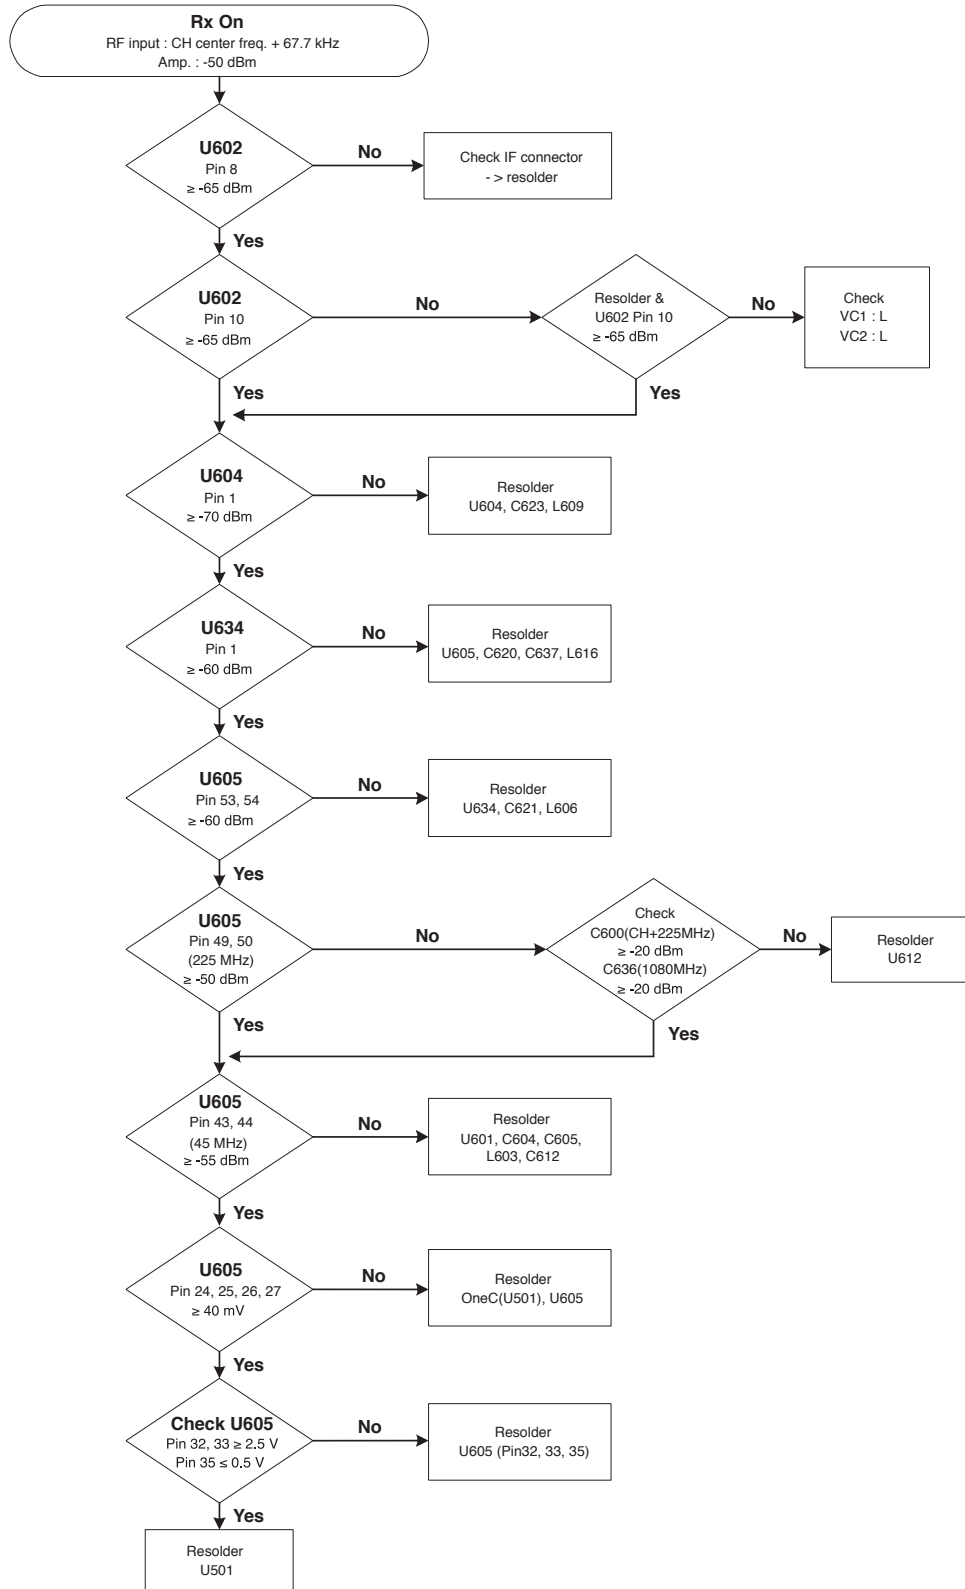 Rx On
RF input : CH center freq. + 67.7 kHz
Amp. : -50 dBm
U602
Pin 8
≥ -65 dBm
No
Check IF connector
- > resolder
Yes
U602
Pin 10
≥ -65 dBm
No
Resolder &
U602 Pin 10
≥ -65 dBm
No
Check
VC1 : L
VC2 : L
Yes
Yes
U604
Pin 1
≥ -70 dBm
No
Resolder
U604, C623, L609
Yes
U634
Pin 1
≥ -60 dBm
No
Resolder
U605, C620, C637, L616
Yes
U605
Pin 53, 54
≥ -60 dBm
No
Resolder
U634, C621, L606
Yes
U605
Pin 49, 50
(225 MHz)
≥ -50 dBm
No
Check
C600(CH+225MHz)
≥ -20 dBm
C636(1080MHz)
≥ -20 dBm
No
Resolder
U612
Yes
Yes
U605
Pin 43, 44
(45 MHz)
≥ -55 dBm
No
Resolder
U601, C604, C605,
L603, C612
Yes
U605
Pin 24, 25, 26, 27
≥ 40 mV
No
Resolder
OneC(U501), U605
Yes
Check U605
Pin 32, 33 ≥ 2.5 V
Pin 35 ≤ 0.5 V
No
Resolder
U605 (Pin32, 33, 35)
Yes
Resolder
U501